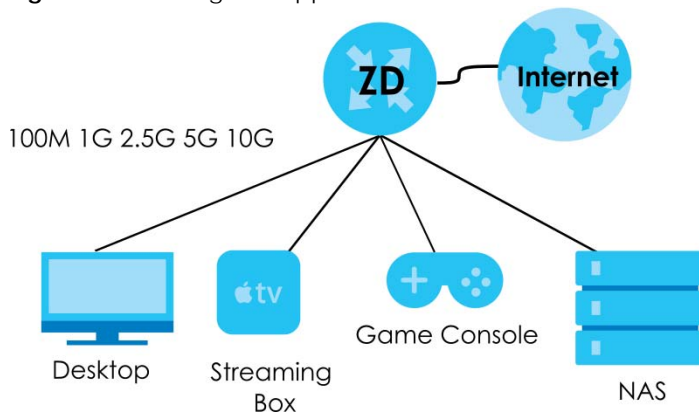 ZD
Internet
100M 1G 2.5G 5G 10G
tv
Desktop
Streaming
Box
Game Console
NAS